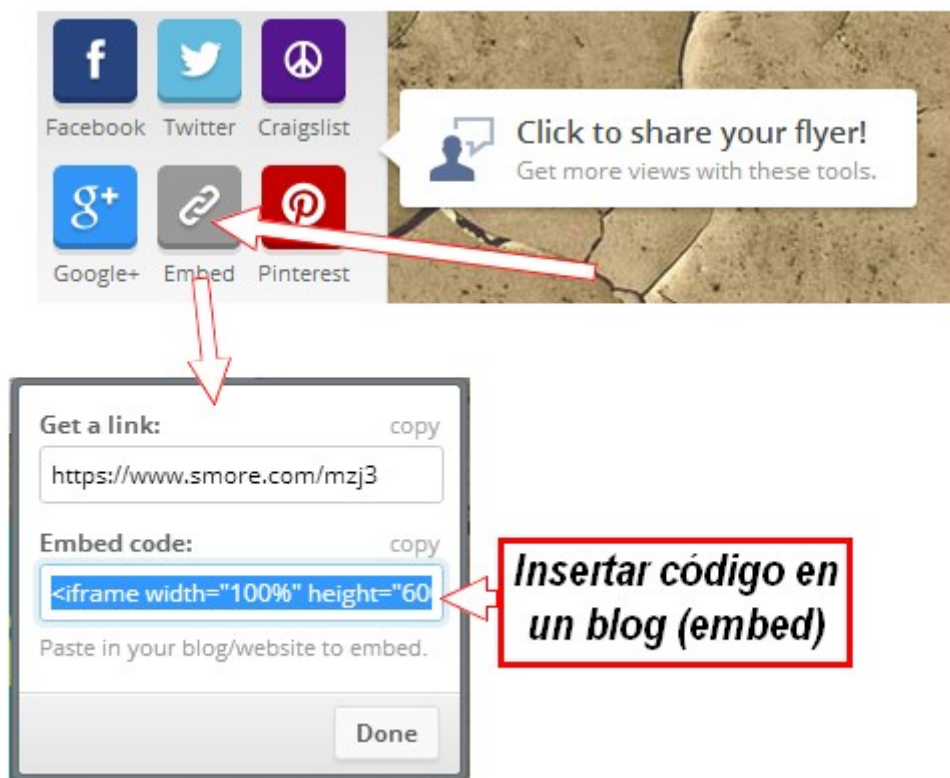 f
g+
Facebook Twitter Craigslist
Click to share your flyer!
Get more views with these tools.
Google+ Embed Pinterest
Get a link: copy
https://www.smore.com/mzj3
Embed code: copy
<iframe width="100%" height="60
Paste in your blog/website to embed.
Done
Insertar código en
un blog (embed)